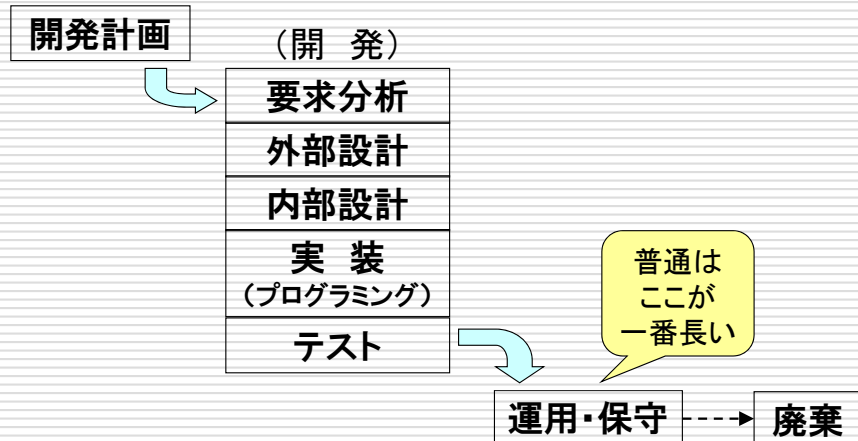 開発計画
（開　発）
要求分析
外部設計
内部設計
実　装
（プログラミング）
テスト
普通は
ここが
一番長い
運用・保守
廃棄